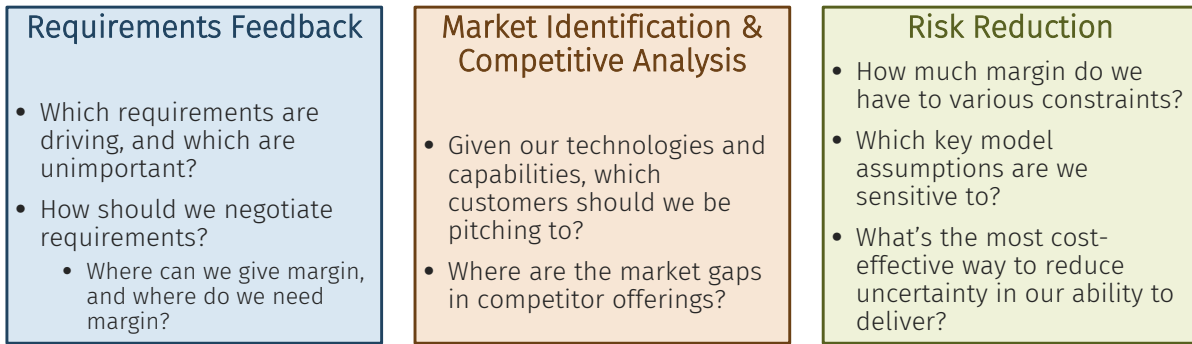 Requirements Feedback
• Which requirements are
driving, and which are
unimportant?
• How should we negotiate
requirements?
• Where can we give margin,
and where do we need
margin?
Market Identification &
Competitive Analysis
• Given our technologies and
capabilities, which
customers should we be
pitching to?
• Where are the market gaps
in competitor offerings?
Risk Reduction
• How much margin do we
have to various constraints?
• Which key model
assumptions are we
sensitive to?
• What's the most cost-
effective way to reduce
uncertainty in our ability to
deliver?